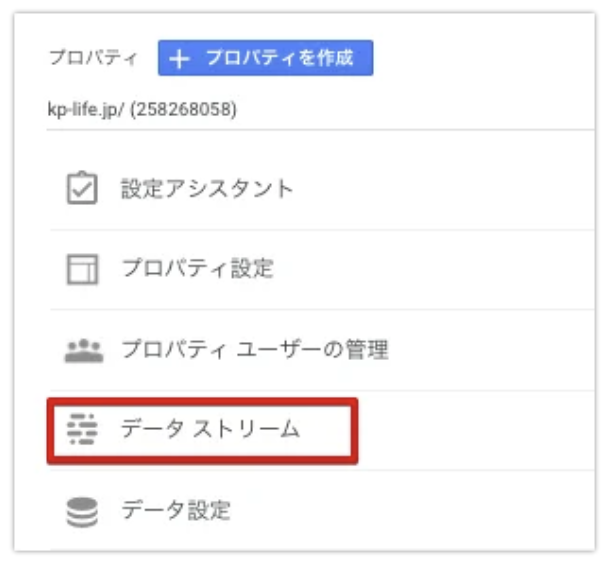 プロパティ + プロパティを作成
kp-life.jp/ (258268058)
設定アシスタント
プロパティ設定
プロパティ ユーザーの管理
データ ストリーム
データ設定